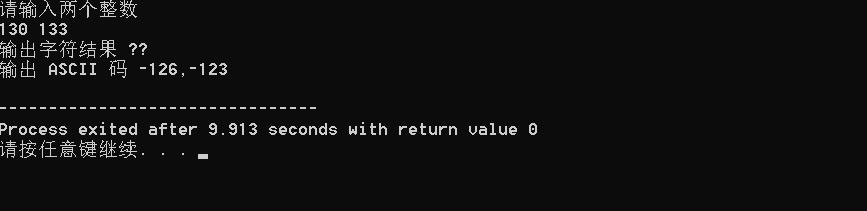 请输入两个整数
130 133
输出字符结果 ??
输出 ASCII 码 -126,-123
--------------------------------
Process exited after 9.913 seconds with return value 0
请按任意键继续. . .